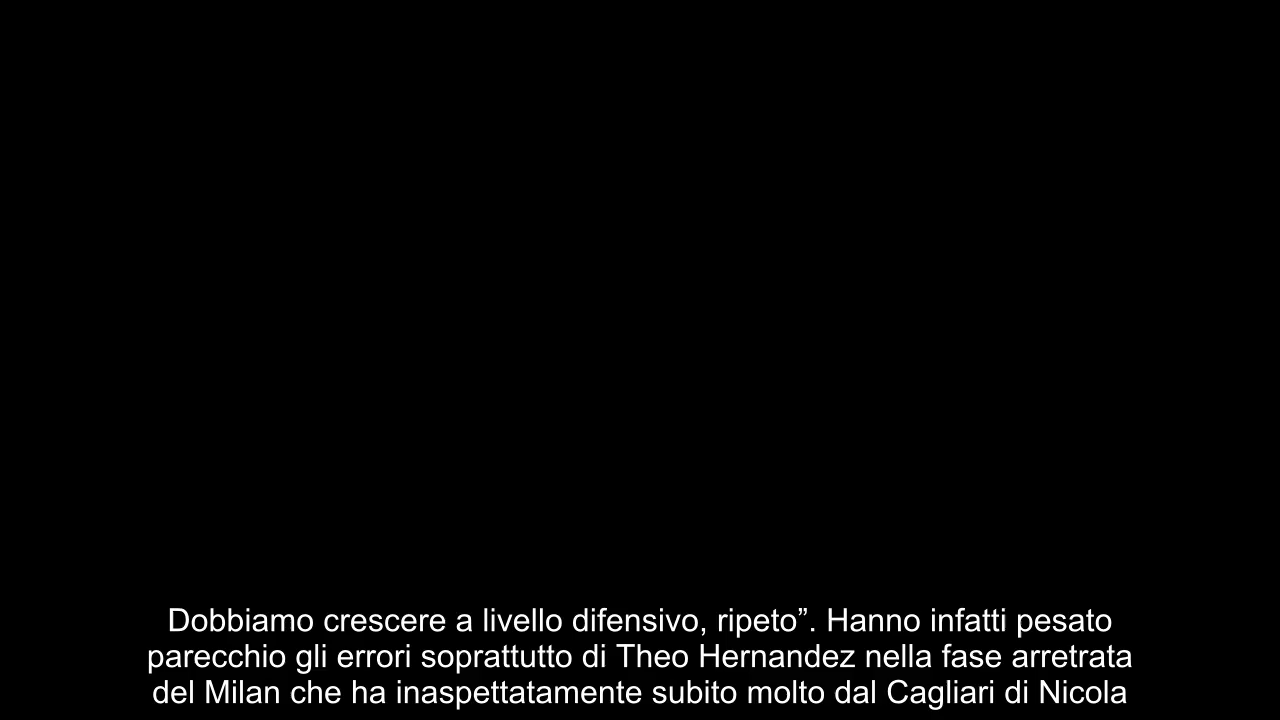 Dobbiamo crescere a livello difensivo, ripeto”. Hanno infatti pesato
parecchio gli errori soprattutto di Theo Hernandez nella fase arretrata
del Milan che ha inaspettatamente subito molto dal Cagliari di Nicola